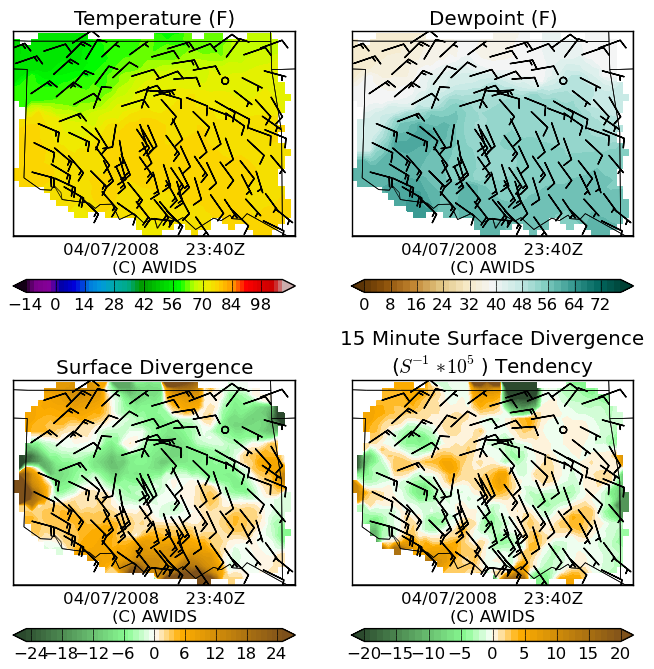 Temperature (F)
Dewpoint (F)
04/07/2008 23:40Z
(C) AWIDS
−14 0 14 28 42 56 70 84 98
04/07/2008 23:40Z
(C) AWIDS
0 8 16 24 32 40 48 56 64 72
Surface Divergence
15 Minute Surface Divergence
(S⁻¹ *10⁵ ) Tendency
04/07/2008 23:40Z
(C) AWIDS
−24 −18 −12 −6 0 6 12 18 24
04/07/2008 23:40Z
(C) AWIDS
−20 −15 −10 −5 0 5 10 15 20